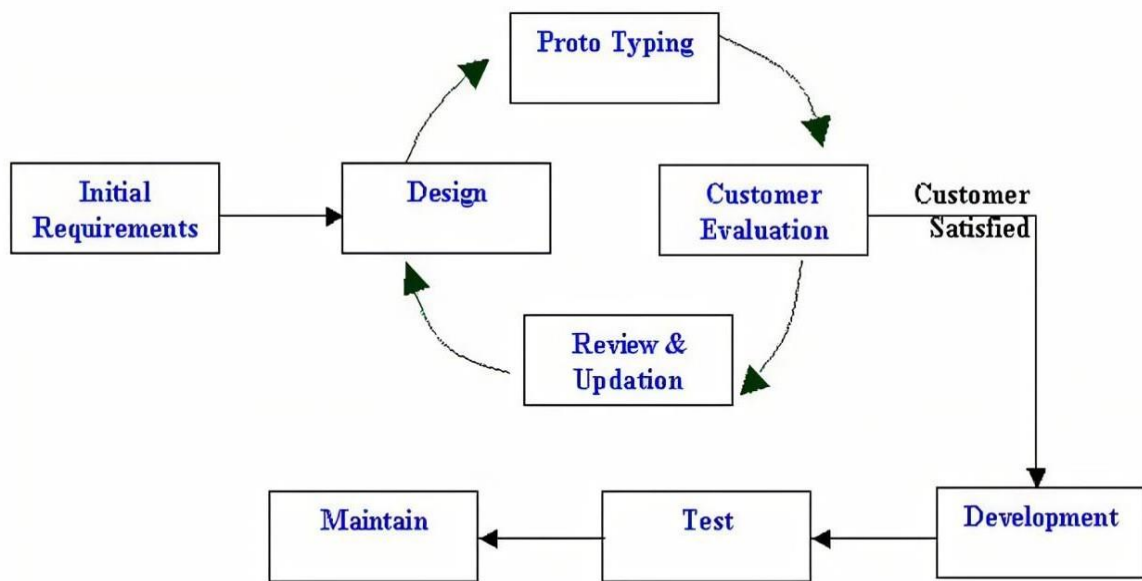 Proto Typing
Initial
Requirements
Design
Customer
Evaluation
Customer
Satisfied
Review &
Updation
Maintain
Test
Development